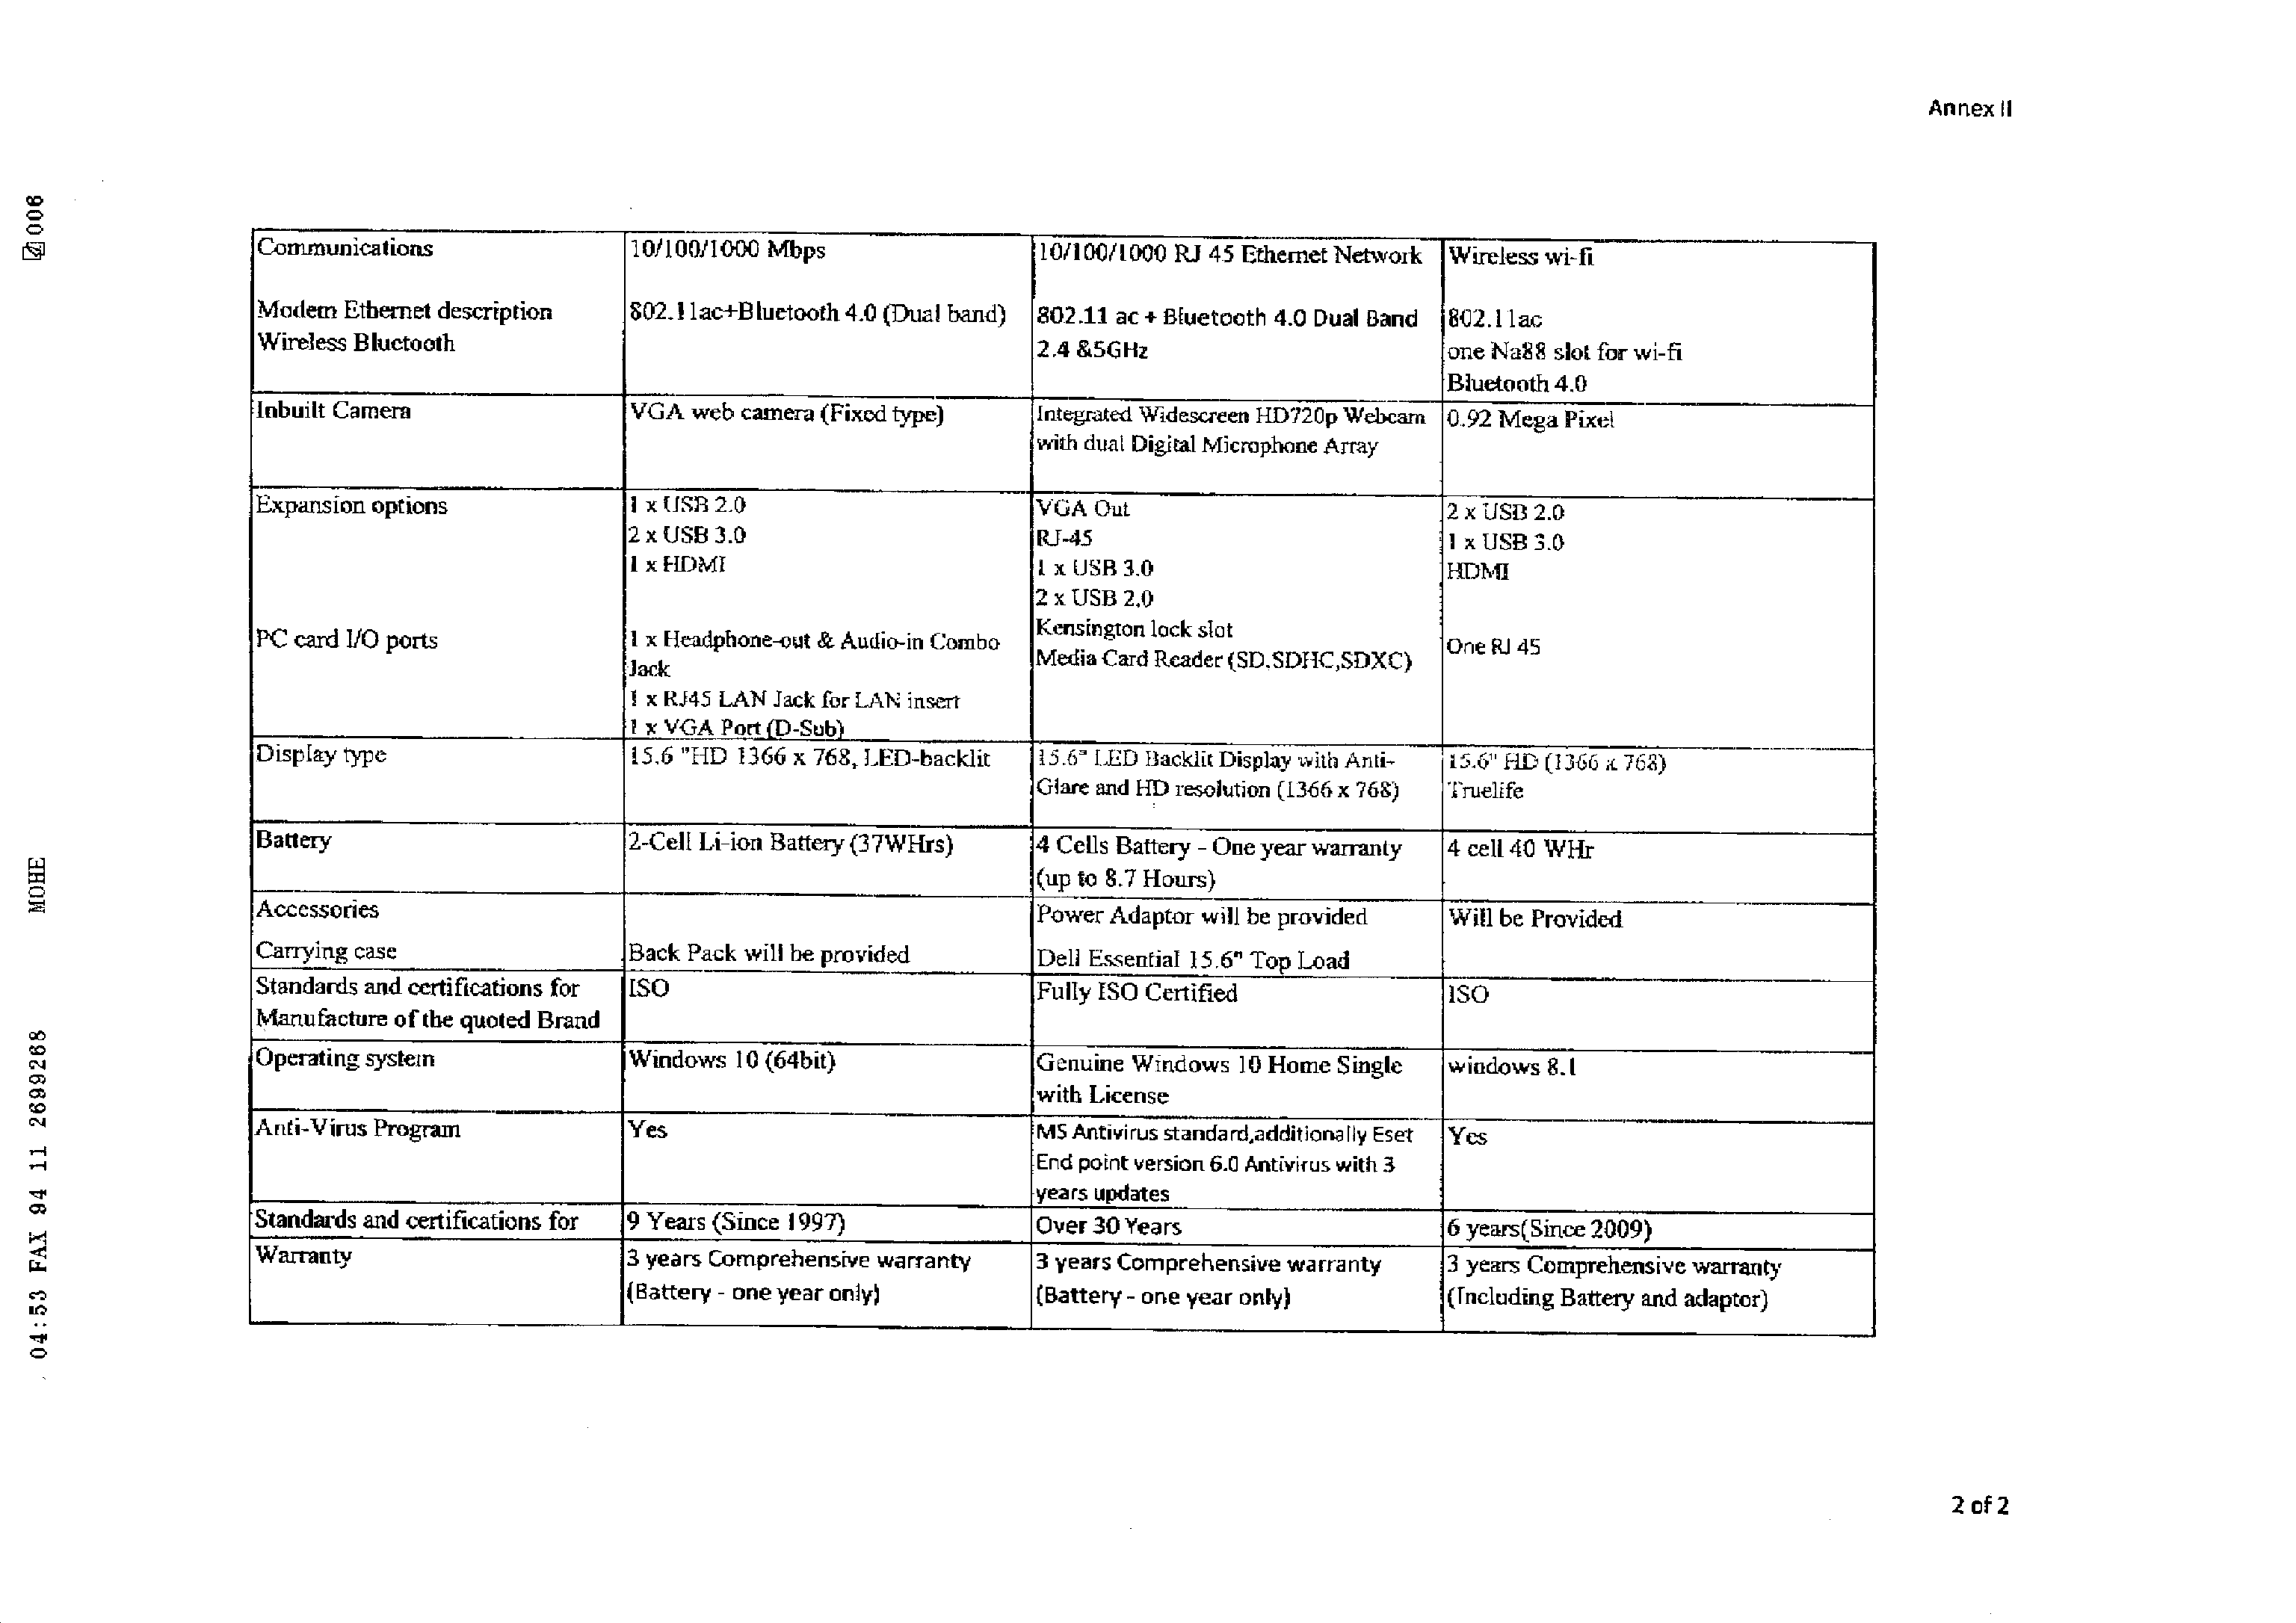 Annex II
006
MOHE
04:53 FAX 94 11 2699268
Communications
10/100/1000 Mbps
10/100/1000 RJ 45 Ethernet Network
Wireless wi-fi
Modem Ethernet description
Wireless Bluetooth
802.11ac+Bluetooth 4.0 (Dual band)
802.11 ac + Bluetooth 4.0 Dual Band
2.4 &5GHz
802.11ac
one Na88 slot for wi-fi
Bluetooth 4.0
Inbuilt Camera
VGA web camera (Fixed type)
Integrated Widescreen HD720p Webcam
with dual Digital Microphone Array
0.92 Mega Pixel
Expansion options
1 x USB 2.0
2 x USB 3.0
1 x HDMI
VGA Out
RJ-45
1 x USB 3.0
2 x USB 2.0
Kensington lock slot
Media Card Reader (SD.SDHC,SDXC)
2 x USB 2.0
1 x USB 3.0
HDMI
PC card I/O ports
1 x Headphone-out & Audio-in Combo
Jack
1 x RJ45 LAN Jack for LAN insert
1 x VGA Port (D-Sub)
One RJ 45
Display type
15.6 "HD 1366 x 768, LED-backlit
15.6" LED Backlit Display with Anti-
Glare and HD resolution (1366 x 768)
15.6" HD (1366 x 768)
Truelife
Battery
2-Cell Li-ion Battery (37WHrs)
4 Cells Battery - One year warranty
(up to 8.7 Hours)
4 cell 40 WHr
Accessories
Power Adaptor will be provided
Will be Provided
Carrying case
Back Pack will be provided
Dell Essential 15.6" Top Load
Standards and certifications for
Manufacture of the quoted Brand
ISO
Fully ISO Certified
ISO
Operating system
Windows 10 (64bit)
Genuine Windows 10 Home Single
with License
windows 8.1
Anti-Virus Program
Yes
MS Antivirus standard,additionally Eset
End point version 6.0 Antivirus with 3
years updates
Yes
Standards and certifications for
9 Years (Since 1997)
Over 30 Years
6 years(Since 2009)
Warranty
3 years Comprehensive warranty
(Battery - one year only)
3 years Comprehensive warranty
(Battery - one year only)
3 years Comprehensive warranty
(Including Battery and adaptor)
2 of 2